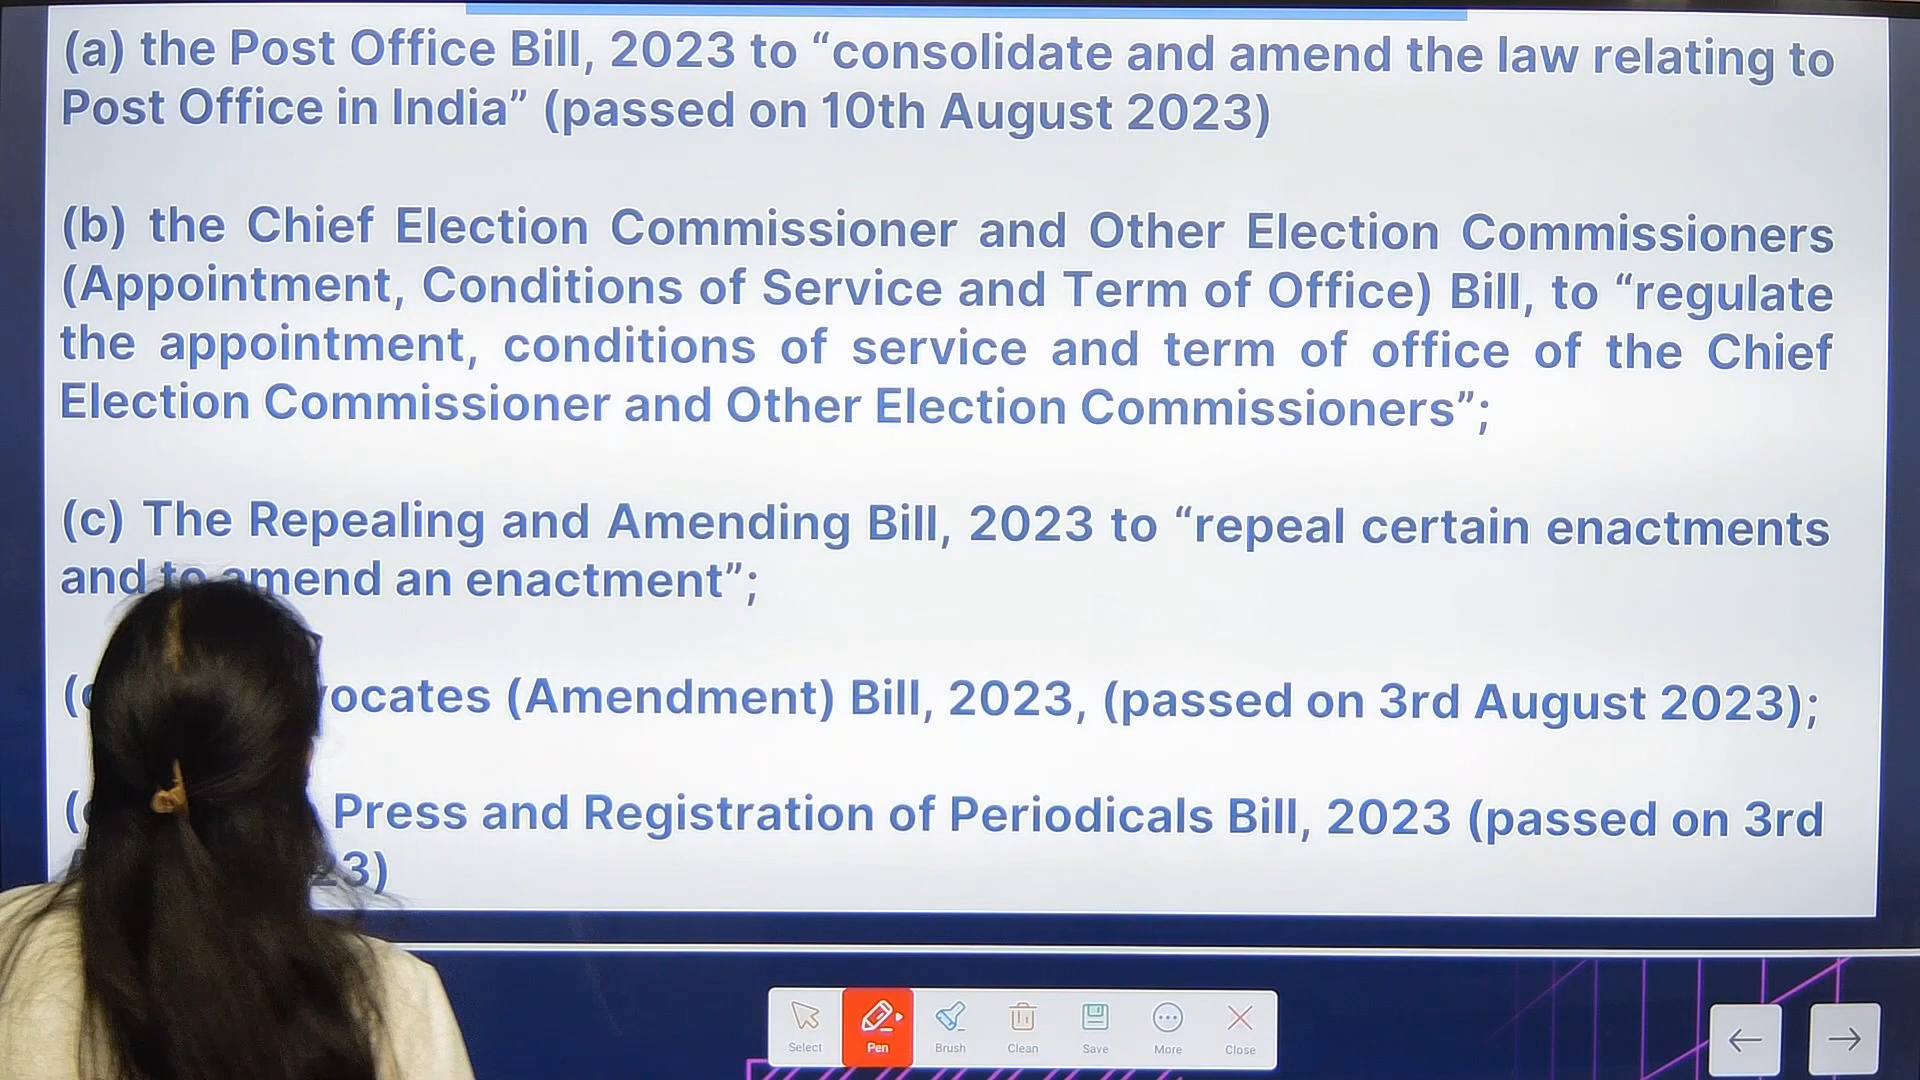 (a) the Post Office Bill, 2023 to “consolidate and amend the law relating to
Post Office in India” (passed on 10th August 2023)
(b) the Chief Election Commissioner and Other Election Commissioners
(Appointment, Conditions of Service and Term of Office) Bill, to “regulate
the appointment, conditions of service and term of office of the Chief
Election Commissioner and Other Election Commissioners”;
(c) The Repealing and Amending Bill, 2023 to “repeal certain enactments
and to amend an enactment”;
(Amendment) Bill, 2023, (passed on 3rd August 2023);
Press and Registration of Periodicals Bill, 2023 (passed on 3rd
Select
Pen
Brush
Clean
Save
More
Close